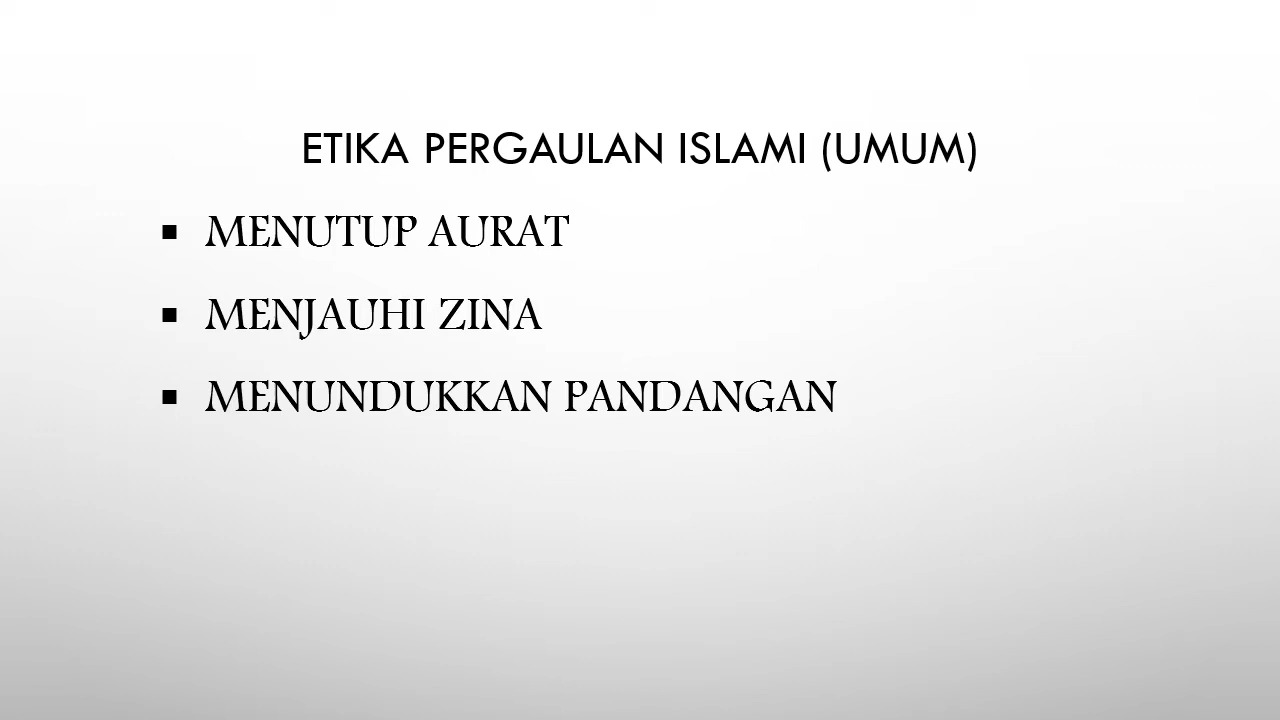 ETIKA PERGAULAN ISLAMI (UMUM)
▪ MENUTUP AURAT
▪ MENJAUHI ZINA
▪ MENUNDUKKAN PANDANGAN